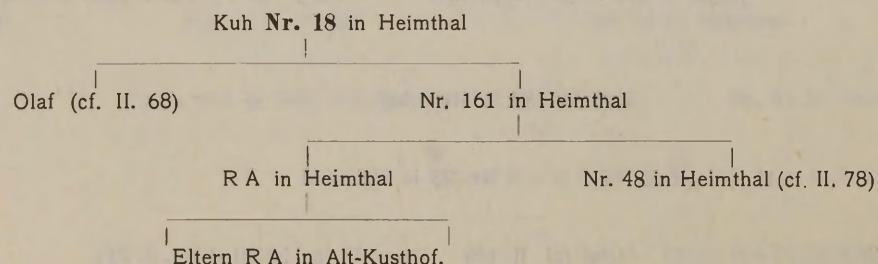 Kuh Nr. 18 in Heimthal
Olaf (cf. II. 68) Nr. 161 in Heimthal
R A in Heimthal Nr. 48 in Heimthal (cf. II. 78)
Eltern R A in Alt-Kusthof.